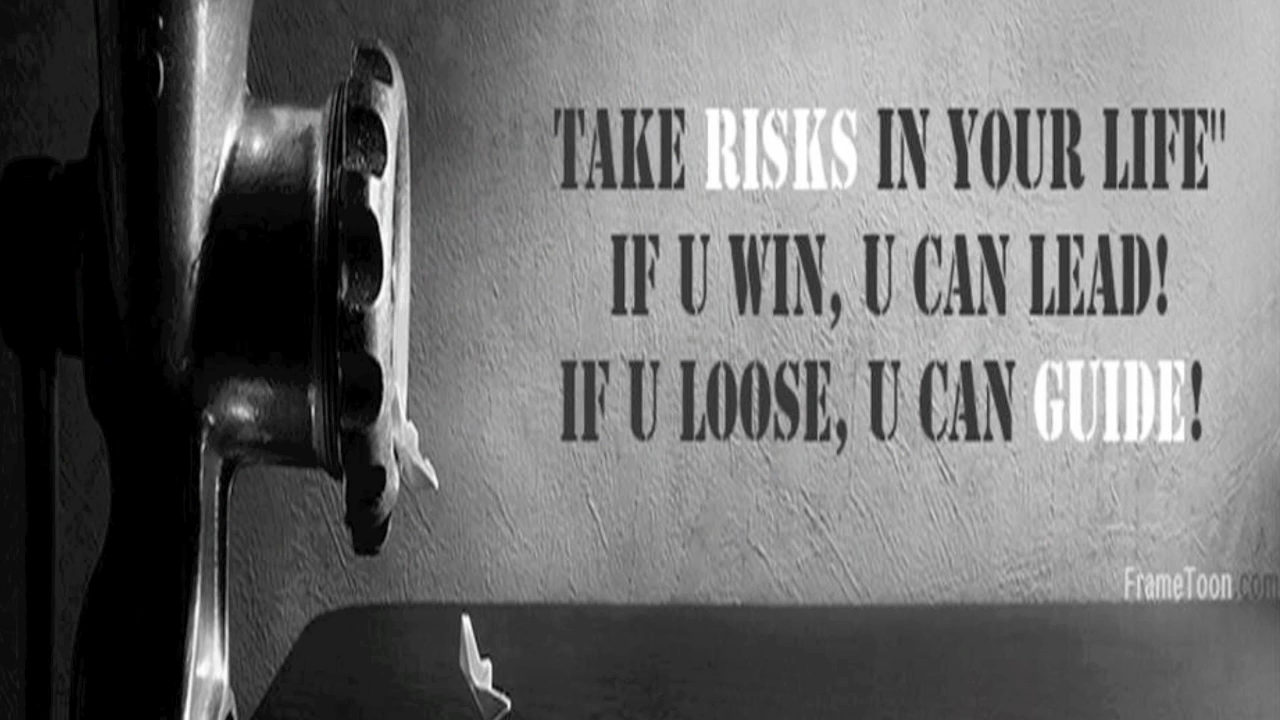 "TAKE RISKS IN YOUR LIFE"
IF U WIN, U CAN LEAD!
IF U LOOSE, U CAN GUIDE!
FrameToon.com